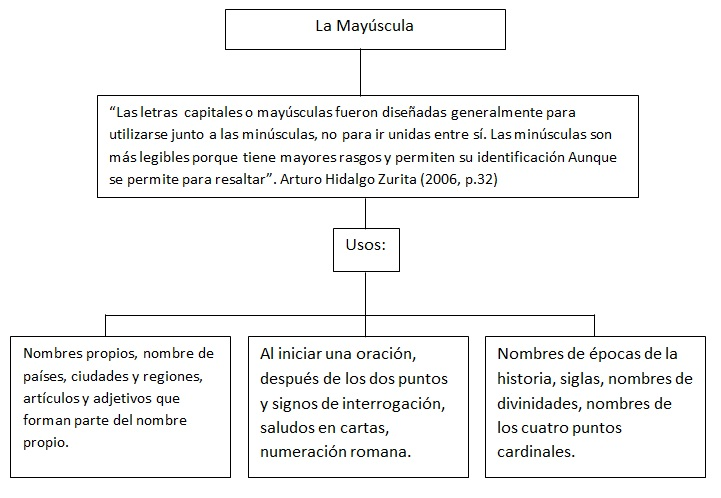 La Mayúscula
“Las letras capitales o mayúsculas fueron diseñadas generalmente para
utilizarse junto a las minúsculas, no para ir unidas entre sí. Las minúsculas son
más legibles porque tiene mayores rasgos y permiten su identificación Aunque
se permite para resaltar”. Arturo Hidalgo Zurita (2006, p.32)
Usos:
Nombres propios, nombre de
países, ciudades y regiones,
artículos y adjetivos que
forman parte del nombre
propio.
Al iniciar una oración,
después de los dos puntos
y signos de interrogación,
saludos en cartas,
numeración romana.
Nombres de épocas de la
historia, siglas, nombres de
divinidades, nombres de
los cuatro puntos
cardinales.